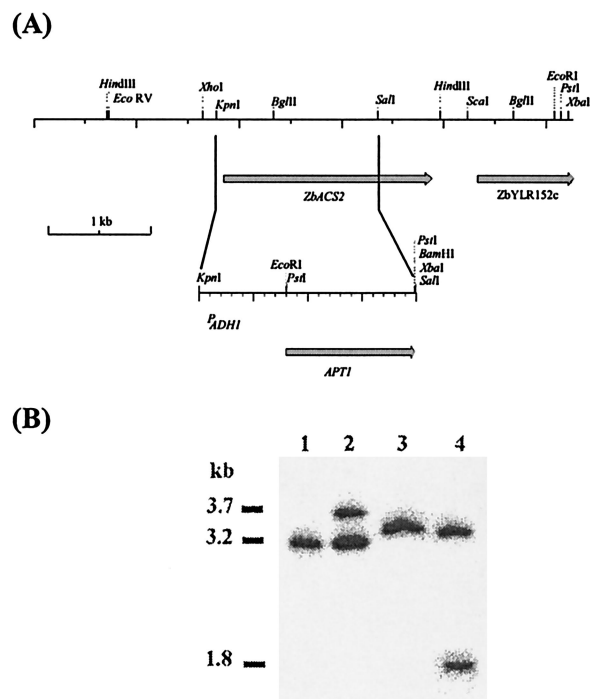 (A)
HindIII
EcoRV
XhoI
KpnI
BglII
SalI
HindIII
ScaI
BglII
EcoRI
PstI
XbaI
ZbACS2
ZbYLR152c
1 kb
KpnI
EcoRI
PstI
PstI
BamHI
XbaI
SalI
PADH1
APT1
(B)
1 2 3 4
kb
3.7
3.2
1.8